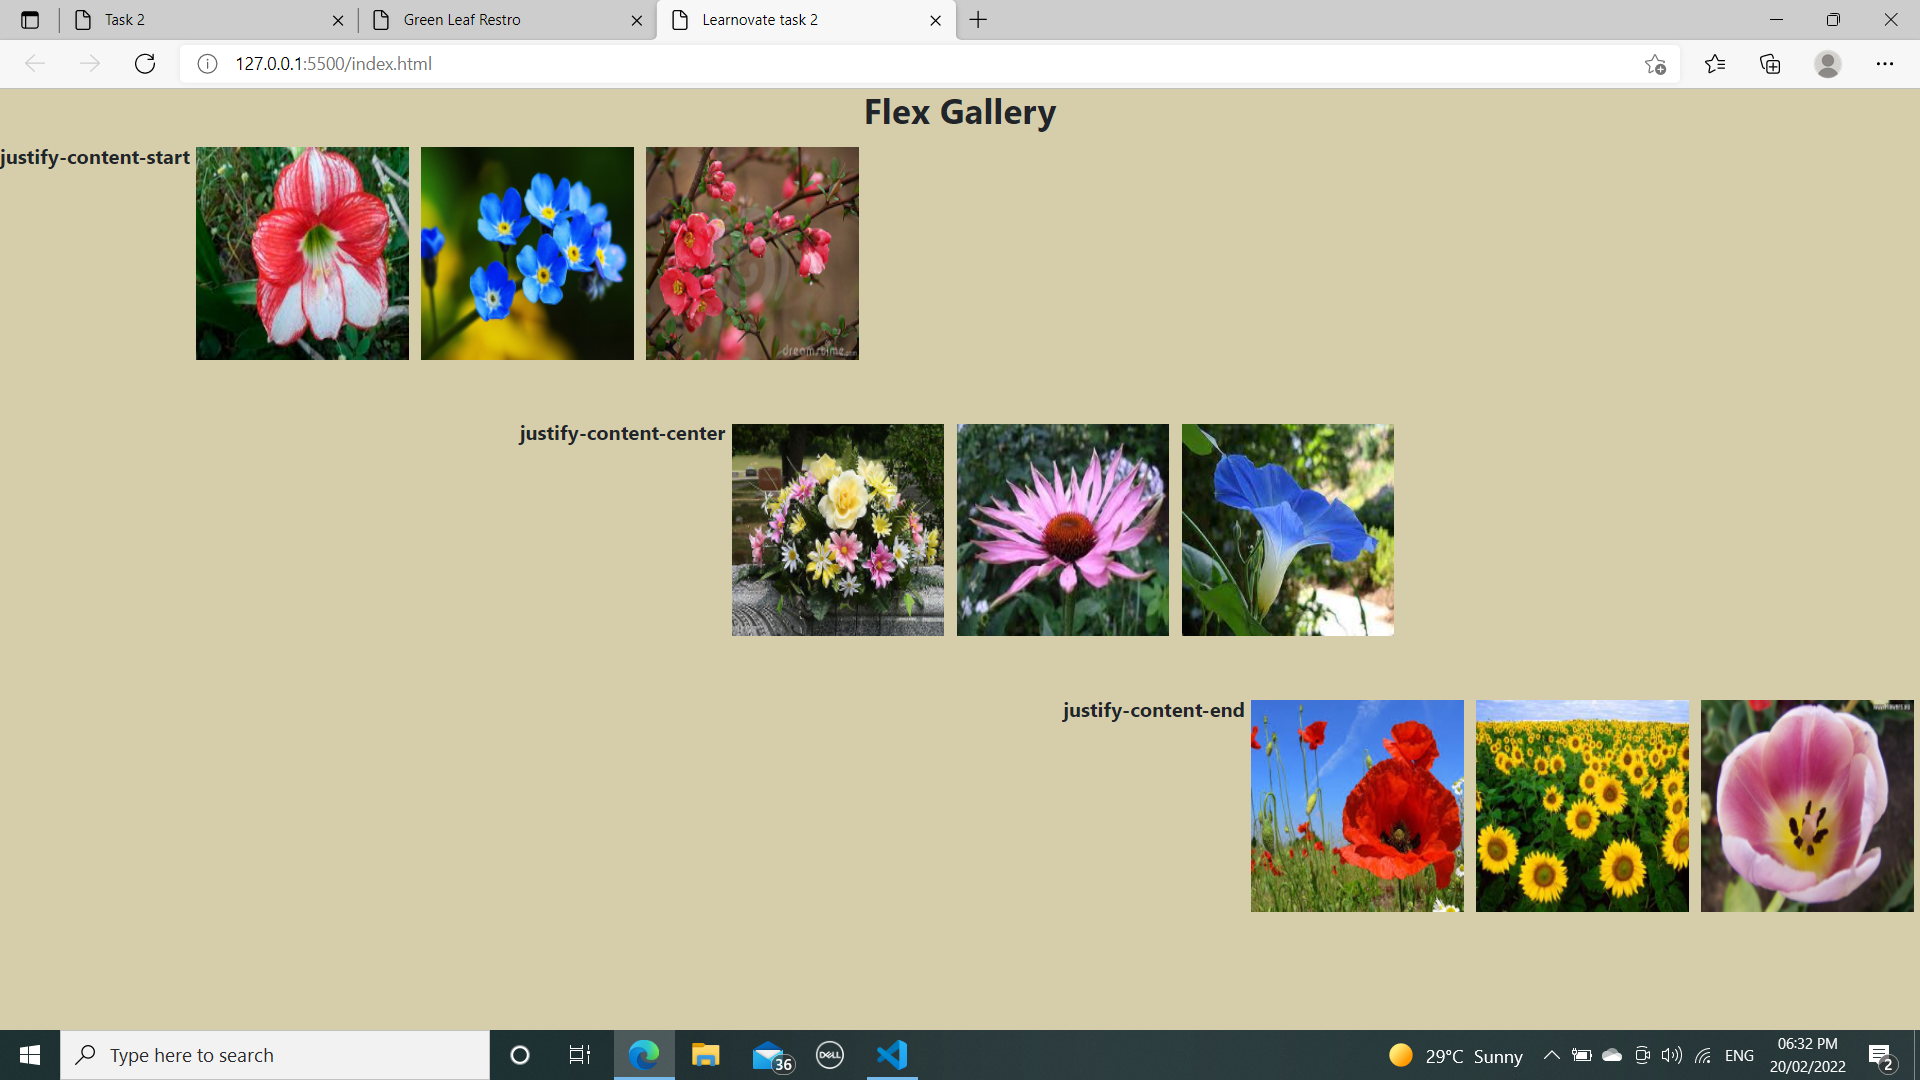 Task 2
Green Leaf Restro
Learnovate task 2
127.0.0.1:5500/index.html
Flex Gallery
justify-content-start
dreamstime.com
justify-content-center
justify-content-end
Type here to search
36
DELL
29°C Sunny
ENG
06:32 PM
20/02/2022
2